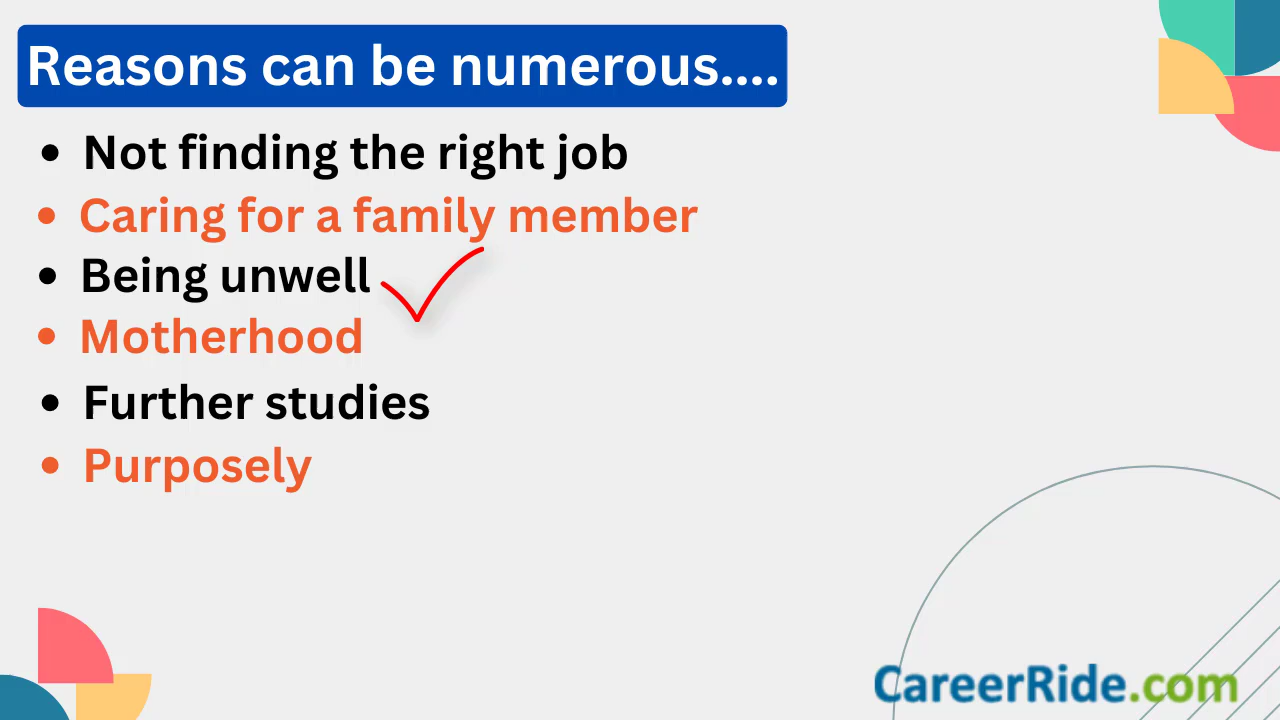 Reasons can be numerous....
• Not finding the right job
• Caring for a family member
• Being unwell
• Motherhood
• Further studies
• Purposely
CareerRide.com